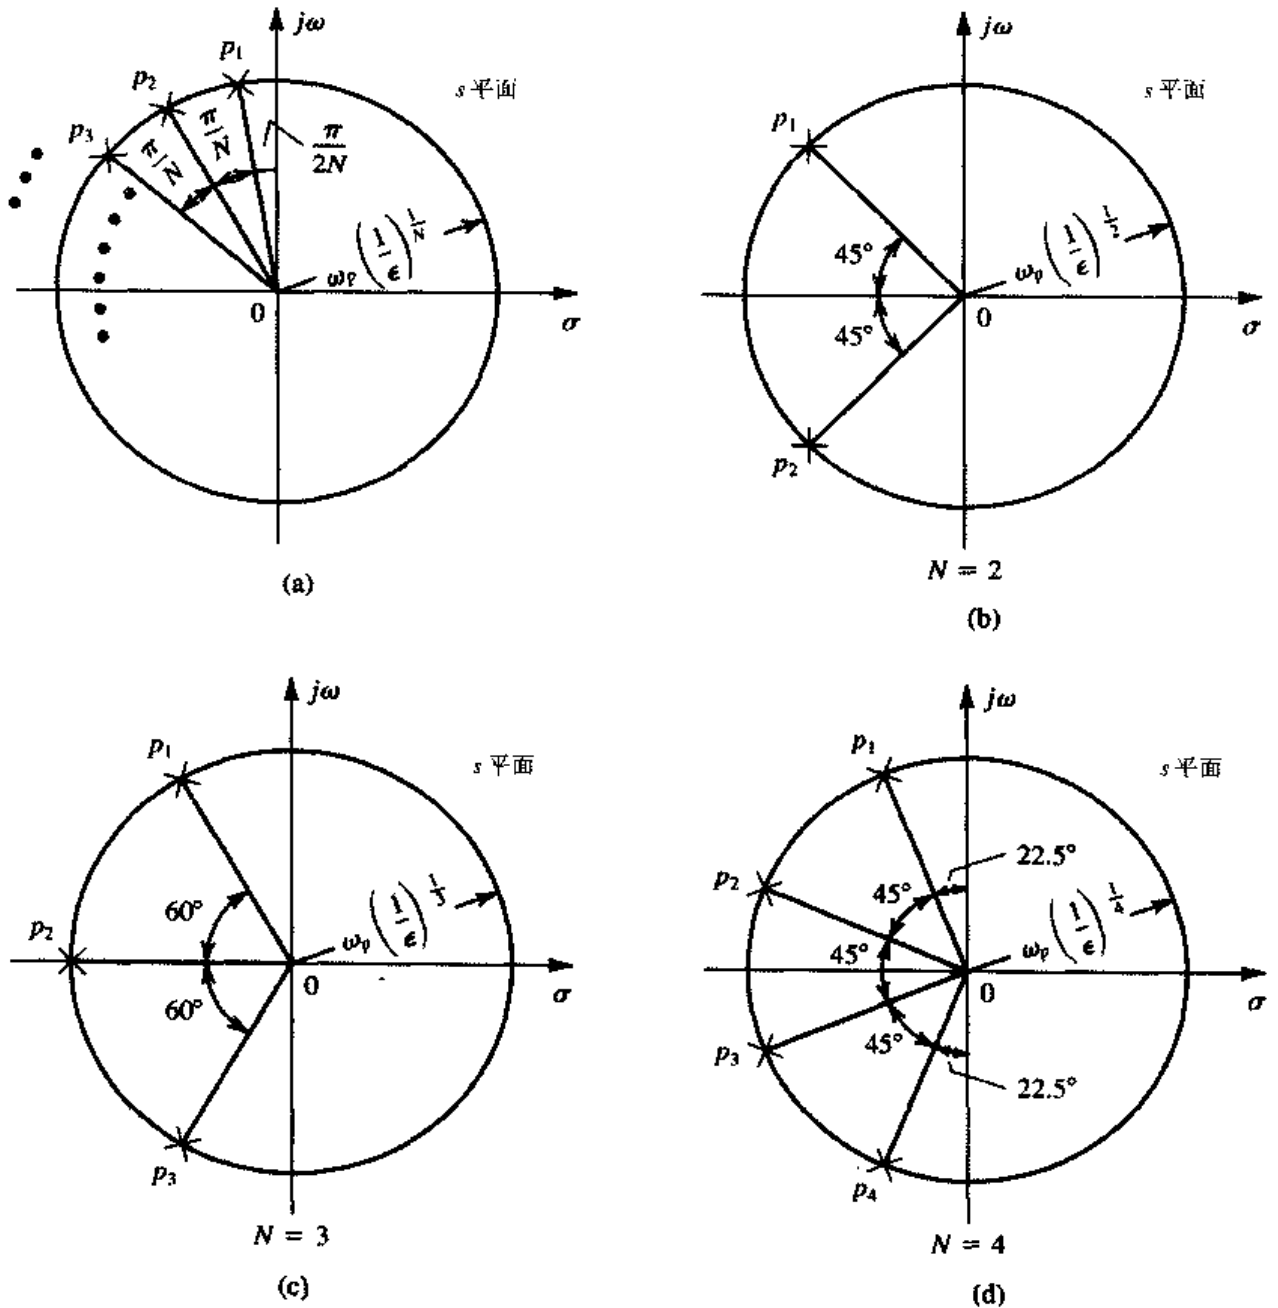 jω
p₁
p₂
p₃
s 平面
π/N
π/N
π/2N
ωₚ(1/ϵ)^(1/N)
0
σ
(a)
jω
s 平面
p₁
45°
45°
ωₚ(1/ϵ)^(1/2)
0
σ
p₂
N = 2
(b)
jω
p₁
s 平面
60°
60°
ωₚ(1/ϵ)^(1/3)
p₂
0
σ
p₃
N = 3
(c)
jω
p₁
s 平面
22.5°
p₂
45°
45°
45°
ωₚ(1/ϵ)^(1/4)
0
σ
p₃
22.5°
p₄
N = 4
(d)